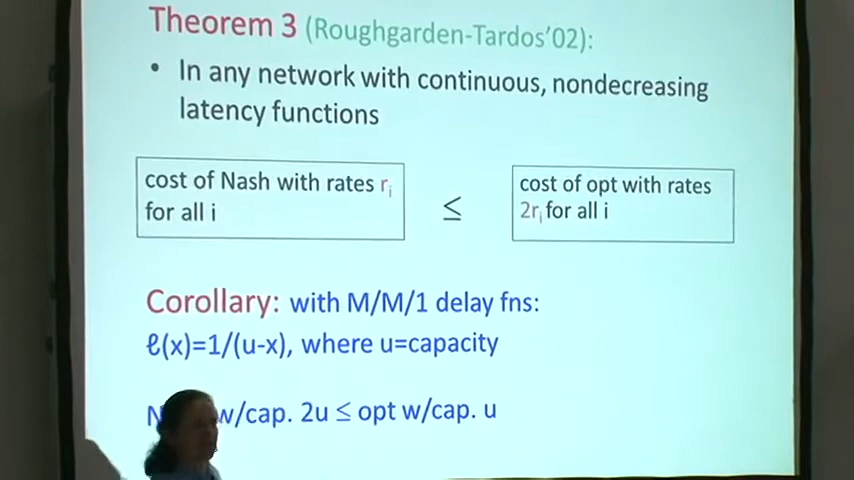 Theorem 3 (Roughgarden-Tardos'02):
• In any network with continuous, nondecreasing
latency functions
cost of Nash with rates rᵢ
for all i
≤
cost of opt with rates
2rᵢ for all i
Corollary: with M/M/1 delay fns:
ℓ(x)=1/(u-x), where u=capacity
w/cap. 2u ≤ opt w/cap. u